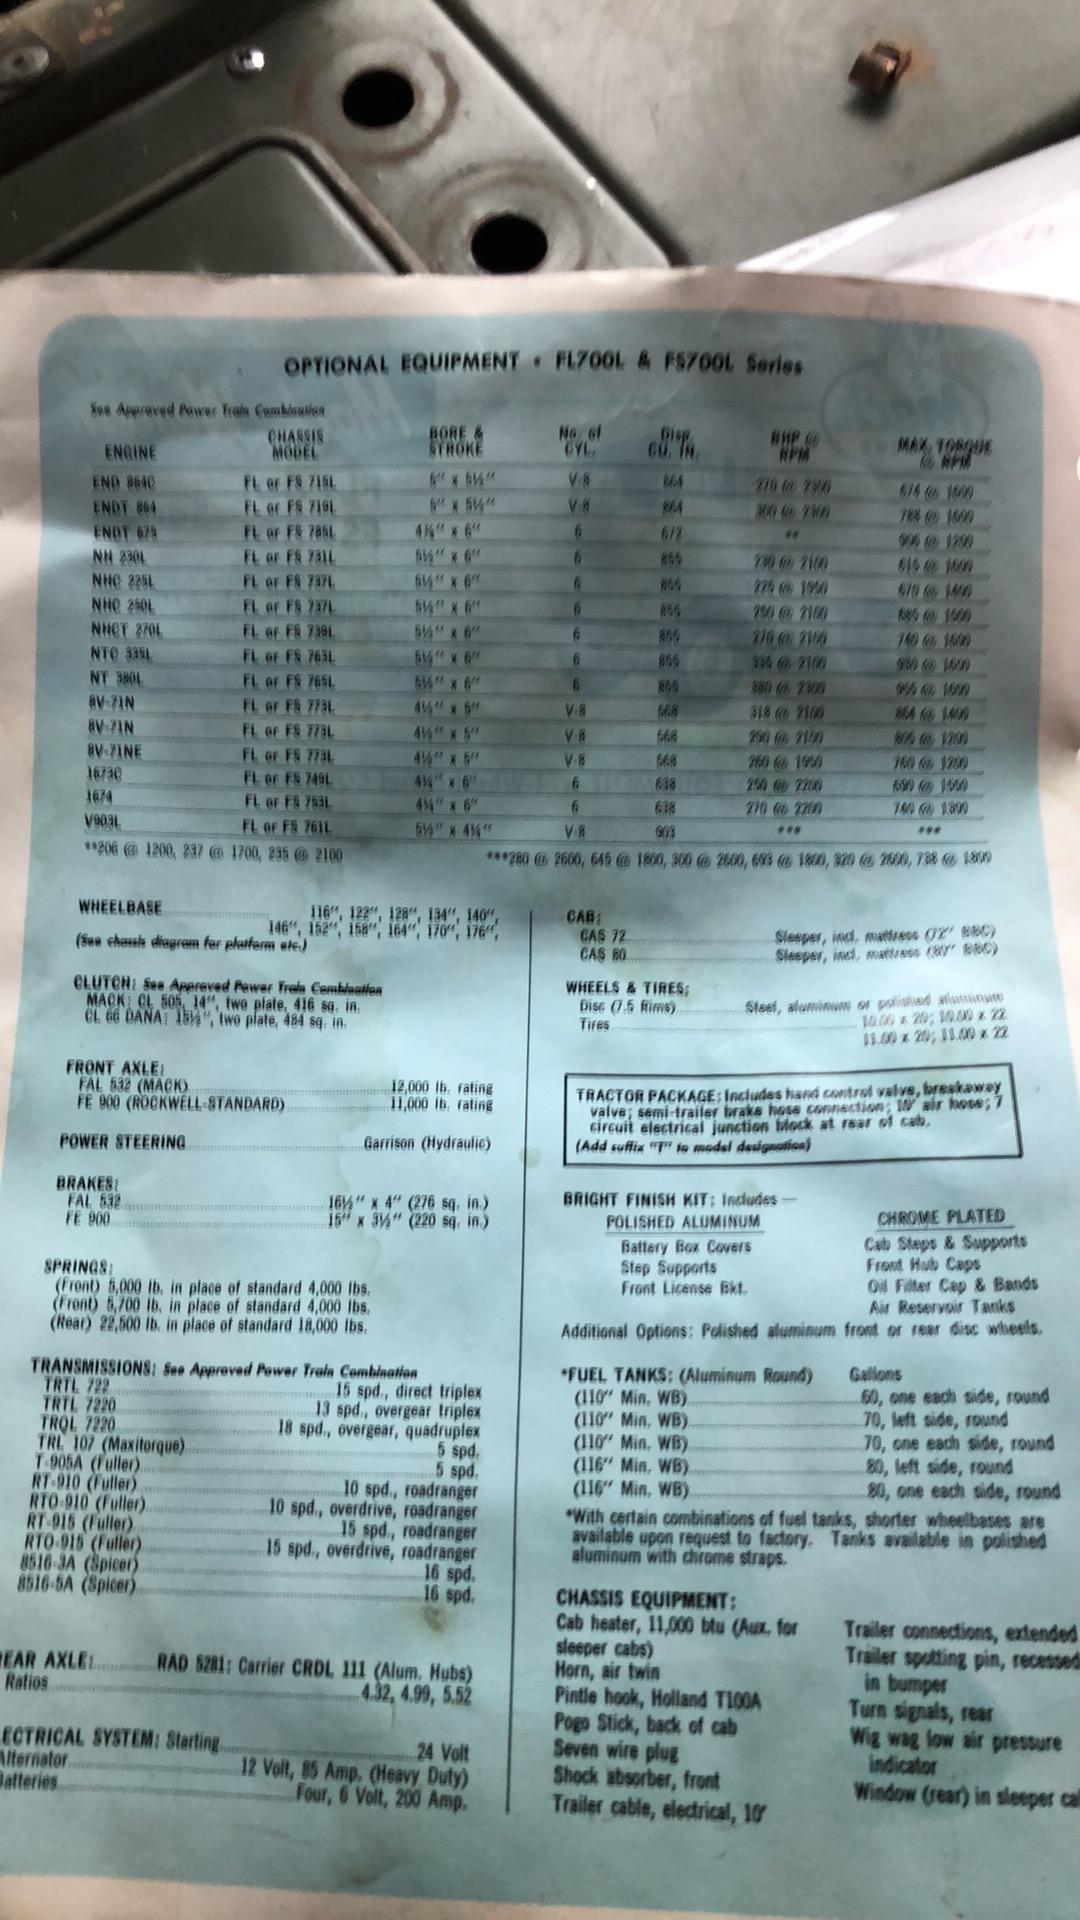 OPTIONAL EQUIPMENT • FL700L & FS700L Series
See Approved Power Train Combination
ENGINE CHASSIS MODEL BORE & STROKE No. of CYL. Disp. CU. IN. BHP @ RPM MAX. TORQUE @ RPM
END 864C FL or FS 715L 5" x 5½" V-8 864 270 @ 2300 674 @ 1600
ENDT 864 FL or FS 719L 5" x 5½" V-8 864 300 @ 2300 788 @ 1600
ENDT 675 FL or FS 785L 4⅞" x 6" 6 672 ** 906 @ 1200
NH 230L FL or FS 731L 5½" x 6" 6 855 230 @ 2100 615 @ 1600
NHC 225L FL or FS 737L 5½" x 6" 6 855 225 @ 1950 670 @ 1400
NHC 250L FL or FS 737L 5½" x 6" 6 855 250 @ 2100 685 @ 1500
NHCT 270L FL or FS 739L 5½" x 6" 6 855 270 @ 2100 740 @ 1600
NTC 335L FL or FS 763L 5½" x 6" 6 855 335 @ 2100 930 @ 1600
NT 380L FL or FS 765L 5½" x 6" 6 855 380 @ 2300 955 @ 1600
8V-71N FL or FS 773L 4¼" x 5" V-8 568 318 @ 2100 864 @ 1400
8V-71N FL or FS 773L 4¼" x 5" V-8 568 290 @ 2100 805 @ 1200
8V-71NE FL or FS 773L 4¼" x 5" V-8 568 260 @ 1950 760 @ 1200
1673C FL or FS 749L 4¾" x 6" 6 638 250 @ 2200 690 @ 1500
1674 FL or FS 753L 4¾" x 6" 6 638 270 @ 2200 740 @ 1300
V903L FL or FS 761L 5½" x 4¾" V-8 903 *** ***
**206 @ 1200, 237 @ 1700, 235 @ 2100 ***280 @ 2600, 645 @ 1800, 300 @ 2600, 693 @ 1800, 320 @ 2600, 738 @ 1800
WHEELBASE 116", 122", 128", 134", 140",
146", 152", 158", 164", 170", 176",
(See chassis diagram for platform etc.)
CLUTCH: See Approved Power Train Combination
MACK: CL 505, 14", two plate, 416 sq. in.
CL 66 DANA: 15½", two plate, 484 sq. in.
FRONT AXLE:
FAL 532 (MACK) 12,000 lb. rating
FE 900 (ROCKWELL-STANDARD) 11,000 lb. rating
POWER STEERING Garrison (Hydraulic)
BRAKES:
FAL 532 16½" x 4" (276 sq. in.)
FE 900 15" x 3½" (220 sq. in.)
SPRINGS:
(Front) 5,000 lb. in place of standard 4,000 lbs.
(Front) 5,700 lb. in place of standard 4,000 lbs.
(Rear) 22,500 lb. in place of standard 18,000 lbs.
TRANSMISSIONS: See Approved Power Train Combination
TRTL 722 15 spd., direct triplex
TRTL 7220 13 spd., overgear triplex
TRQL 7220 18 spd., overgear, quadruplex
TRL 107 (Maxitorque) 5 spd.
T-905A (Fuller) 5 spd.
RT-910 (Fuller) 10 spd., roadranger
RTO-910 (Fuller) 10 spd., overdrive, roadranger
RT-915 (Fuller) 15 spd., roadranger
RTO-915 (Fuller) 15 spd., overdrive, roadranger
8516-3A (Spicer) 16 spd.
8516-5A (Spicer) 16 spd.
EAR AXLE: RAD 5281: Carrier CRDL 111 (Alum. Hubs)
Ratios 4.32, 4.99, 5.52
ECTRICAL SYSTEM: Starting 24 Volt
Alternator 12 Volt, 85 Amp. (Heavy Duty)
Batteries Four, 6 Volt, 200 Amp.
CAB:
CAS 72 Sleeper, incl. mattress (72" BBC)
CAS 80 Sleeper, incl. mattress (80" BBC)
WHEELS & TIRES:
Disc (7.5 Rims) Steel, aluminum or polished aluminum
Tires 10.00 x 20; 10.00 x 22
11.00 x 20; 11.00 x 22
TRACTOR PACKAGE: Includes hand control valve, breakaway
valve; semi-trailer brake hose connection; 10' air hose; 7
circuit electrical junction block at rear of cab.
(Add suffix "T" to model designation)
BRIGHT FINISH KIT: Includes —
POLISHED ALUMINUM CHROME PLATED
Battery Box Covers Cab Steps & Supports
Step Supports Front Hub Caps
Front License Bkt. Oil Filter Cap & Bands
Air Reservoir Tanks
Additional Options: Polished aluminum front or rear disc wheels.
*FUEL TANKS: (Aluminum Round) Gallons
(110" Min. WB) 60, one each side, round
(110" Min. WB) 70, left side, round
(110" Min. WB) 70, one each side, round
(116" Min. WB) 80, left side, round
(116" Min. WB) 80, one each side, round
*With certain combinations of fuel tanks, shorter wheelbases are
available upon request to factory. Tanks available in polished
aluminum with chrome straps.
CHASSIS EQUIPMENT:
Cab heater, 11,000 btu (Aux. for
sleeper cabs)
Horn, air twin
Pintle hook, Holland T100A
Pogo Stick, back of cab
Seven wire plug
Shock absorber, front
Trailer cable, electrical, 10'
Trailer connections, extended
Trailer spotting pin, recessed
in bumper
Turn signals, rear
Wig wag low air pressure
indicator
Window (rear) in sleeper ca